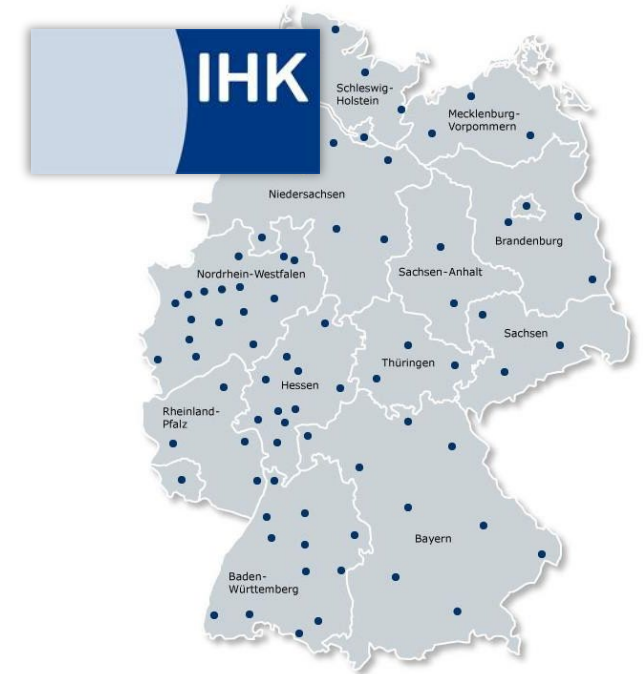 IHK
Schleswig-
Holstein
Mecklenburg-
Vorpommern
Niedersachsen
Brandenburg
Nordrhein-Westfalen
Sachsen-Anhalt
Sachsen
Thüringen
Hessen
Rheinland-
Pfalz
Bayern
Baden-
Württemberg